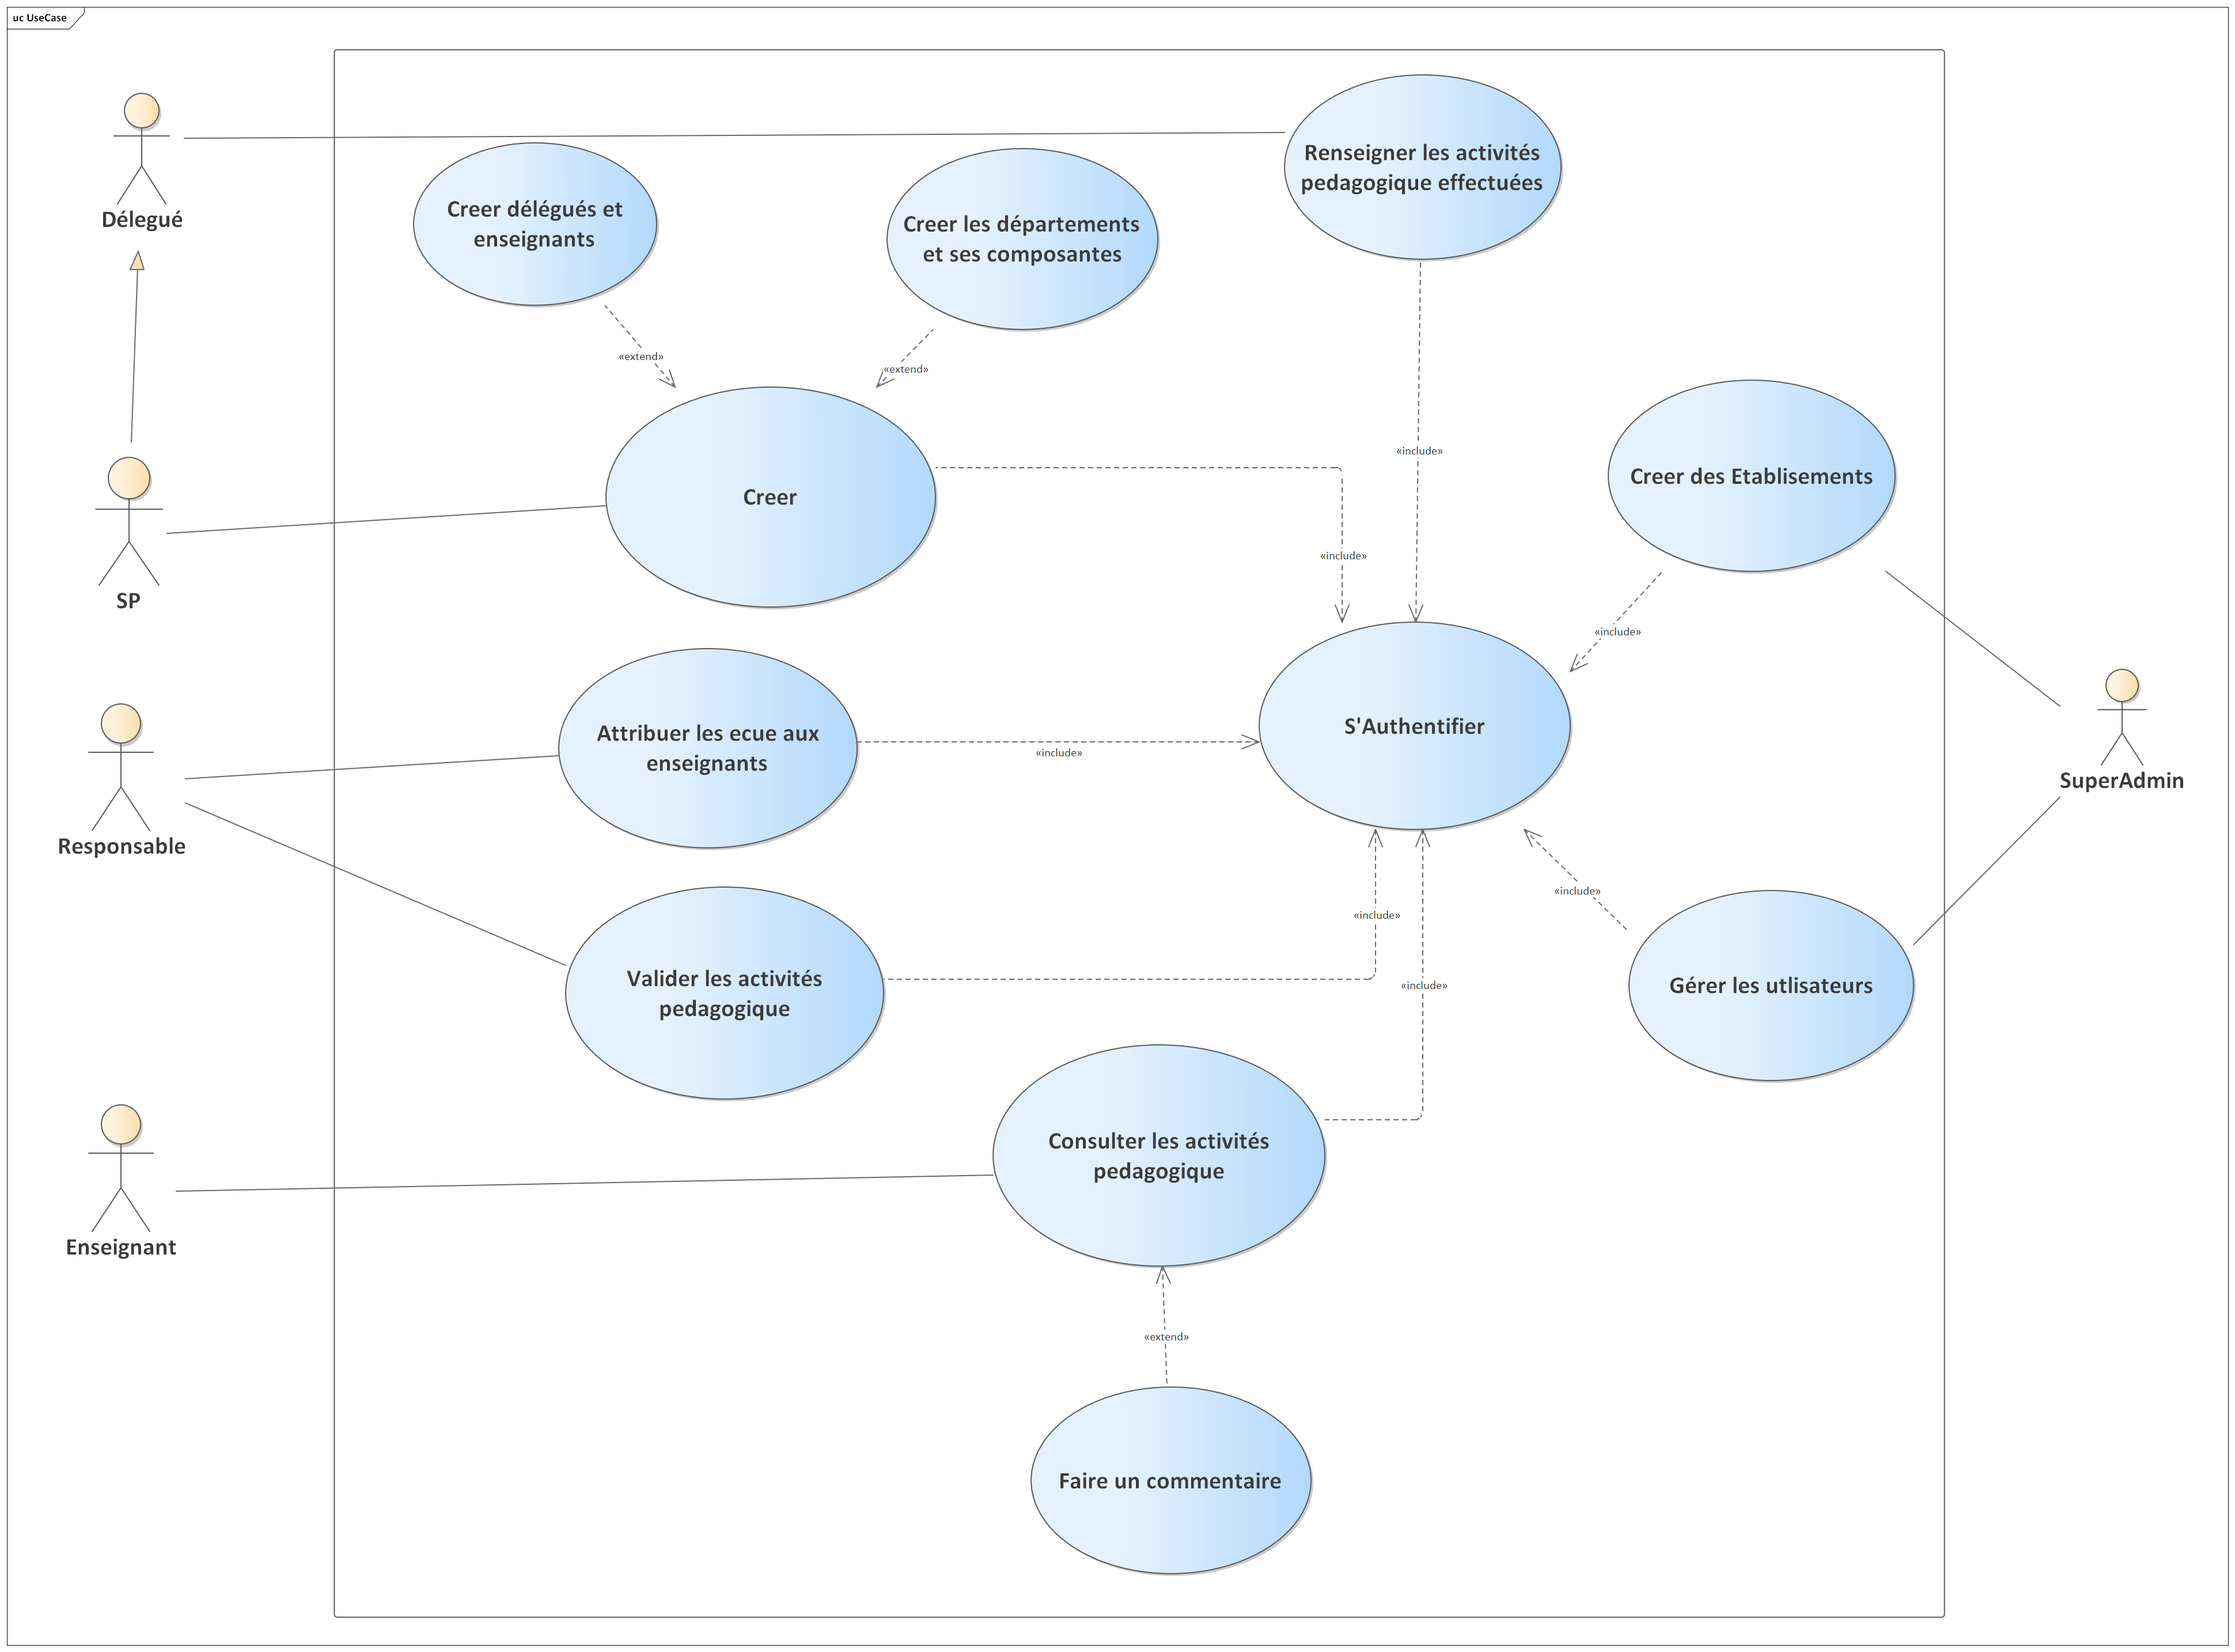 uc UseCase
Délegué
Creer délégués et
enseignants
Creer les départements
et ses composantes
Renseigner les activités
pedagogique effectuées
«extend»
«extend»
«include»
Creer
Creer des Etablisements
SP
«include»
«include»
Attribuer les ecue aux
enseignants
«include»
S'Authentifier
SuperAdmin
Responsable
Valider les activités
pedagogique
«include»
«include»
«include»
Gérer les utlisateurs
Enseignant
Consulter les activités
pedagogique
«extend»
Faire un commentaire